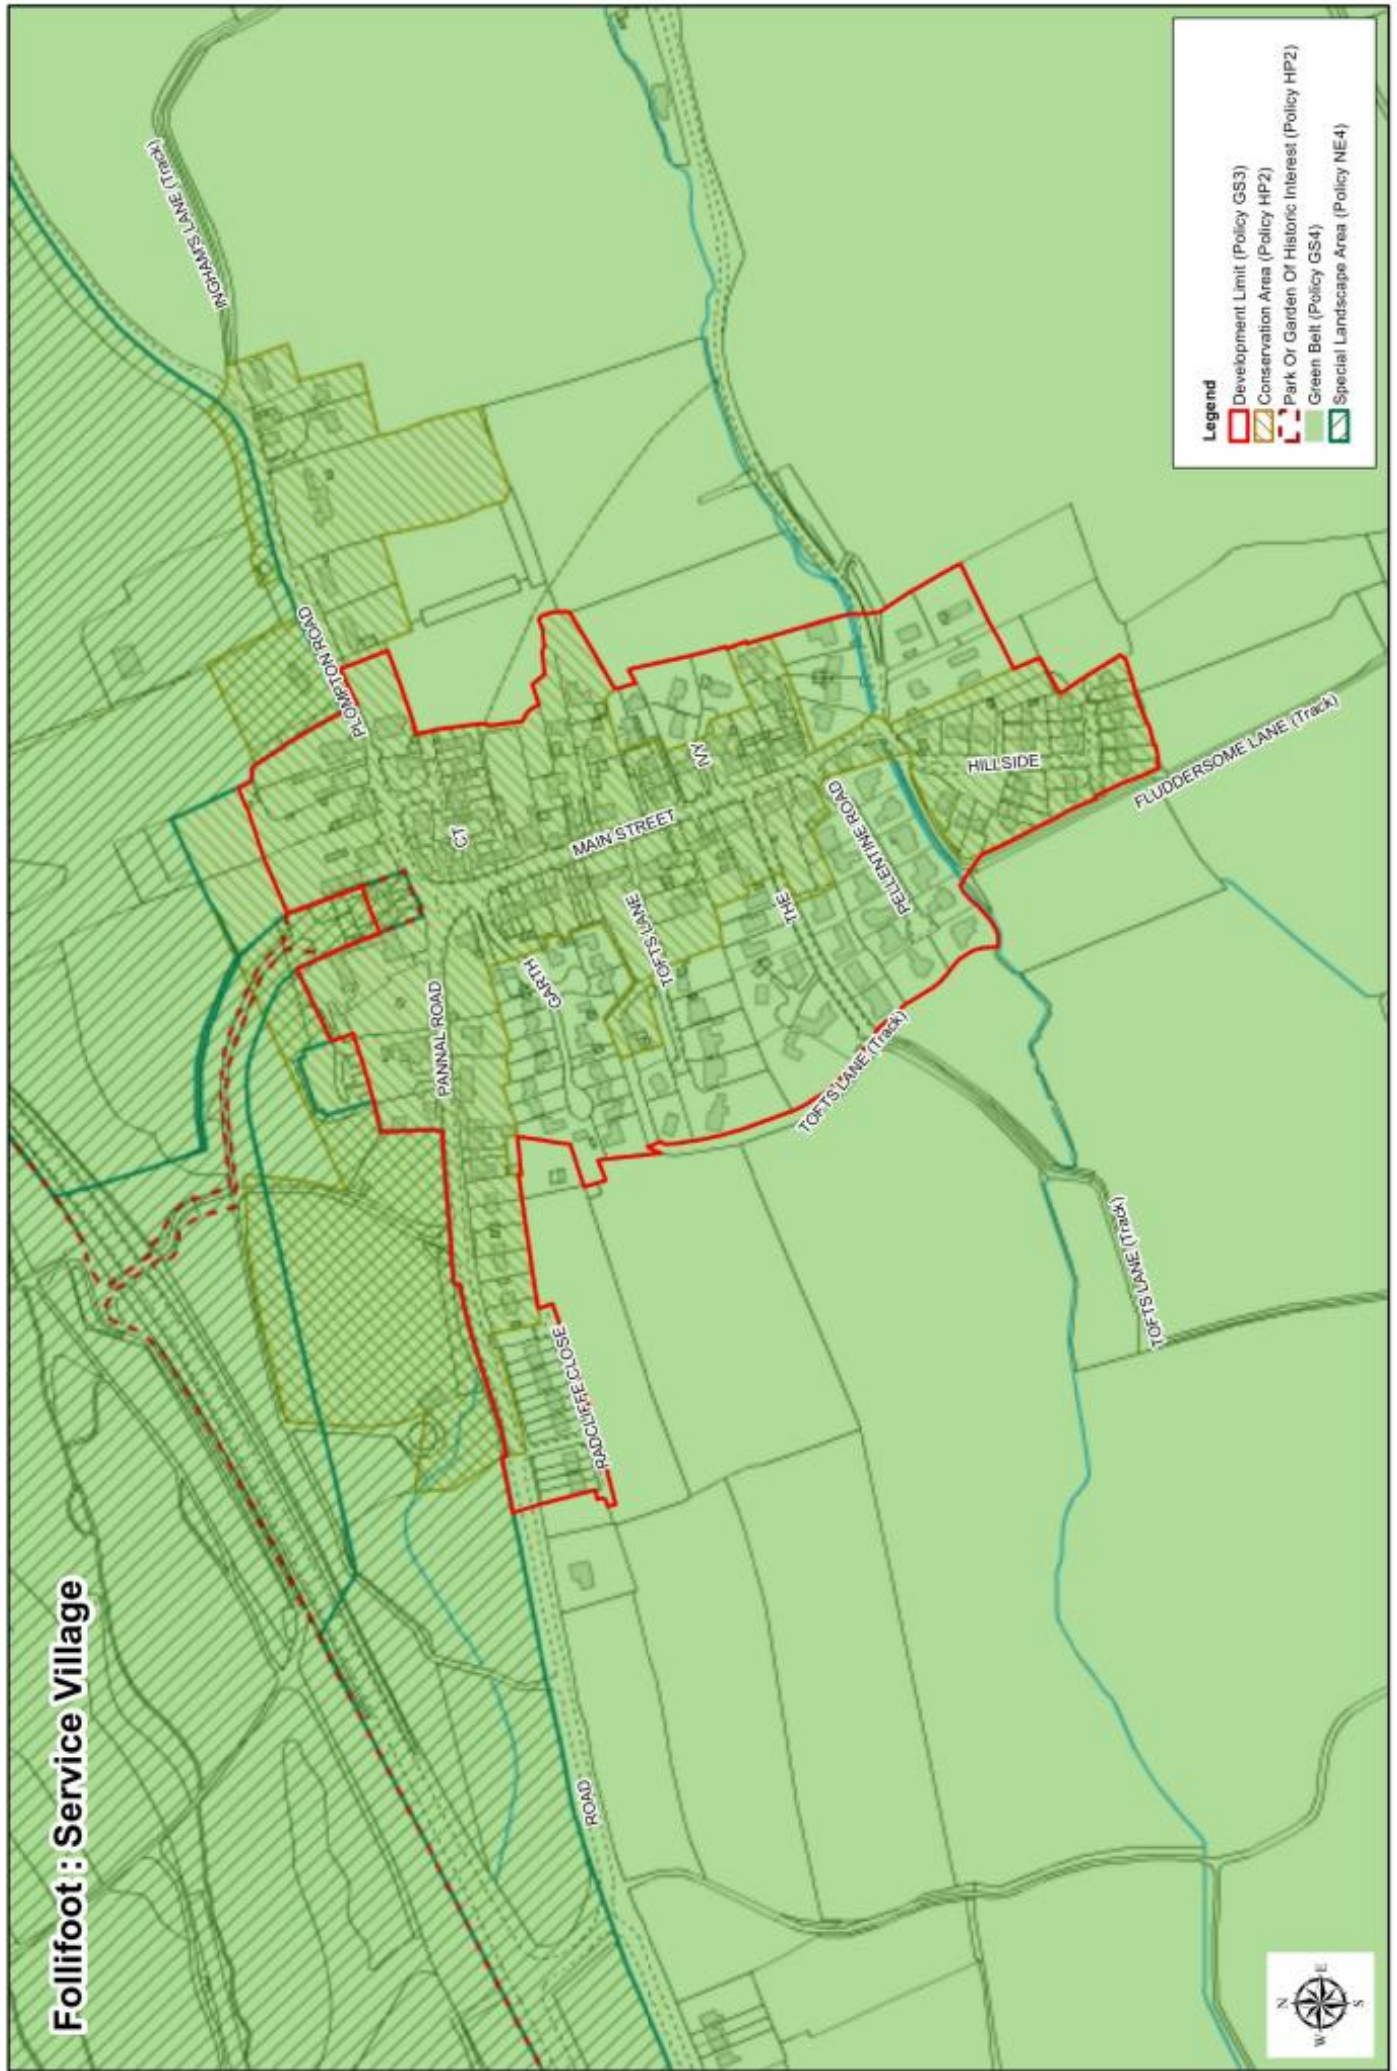 Follifoot : Service Village
INGHAM'S LANE (Track)
PLOMPTON ROAD
CT
MAIN STREET
IVY
PANNAL ROAD
GARTH
TOFTS LANE
THE
PELLENTINE ROAD
HILLSIDE
FLUDDERSOME LANE (Track)
TOFTS LANE (Track)
RADCLIFFE CLOSE
TOFTS LANE (Track)
ROAD
Legend
Development Limit (Policy GS3)
Conservation Area (Policy HP2)
Park Or Garden Of Historic Interest (Policy HP2)
Green Belt (Policy GS4)
Special Landscape Area (Policy NE4)
N
W E
S